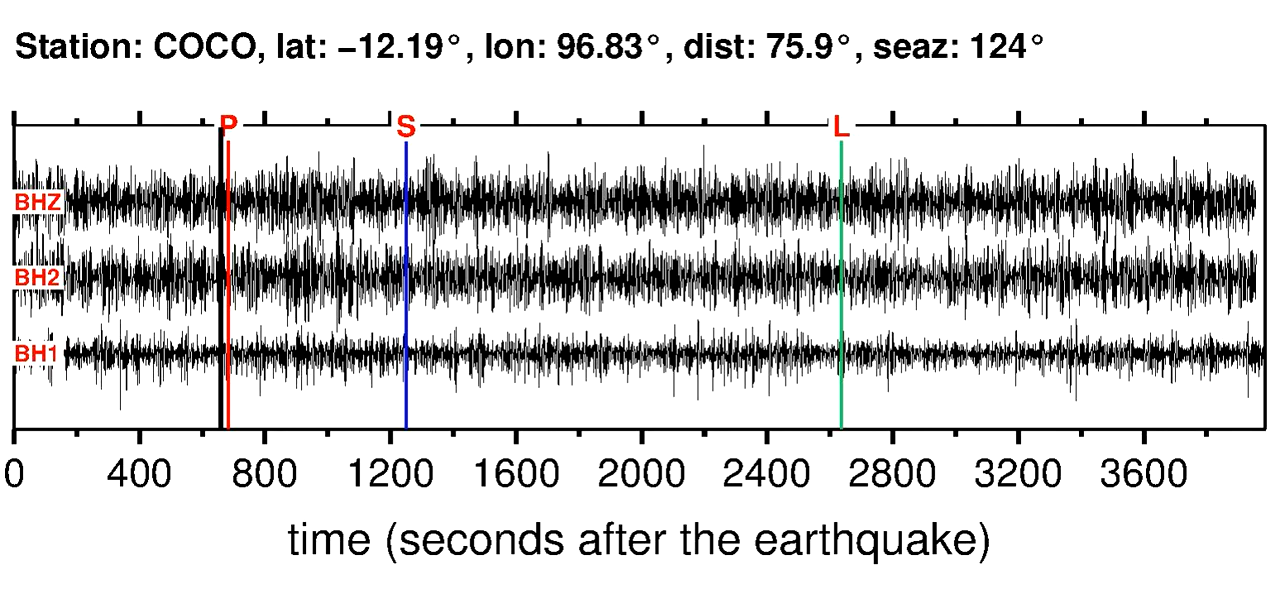 Station: COCO, lat: −12.19°, lon: 96.83°, dist: 75.9°, seaz: 124°
P S L
BHZ
BH2
BH1
0 400 800 1200 1600 2000 2400 2800 3200 3600
time (seconds after the earthquake)